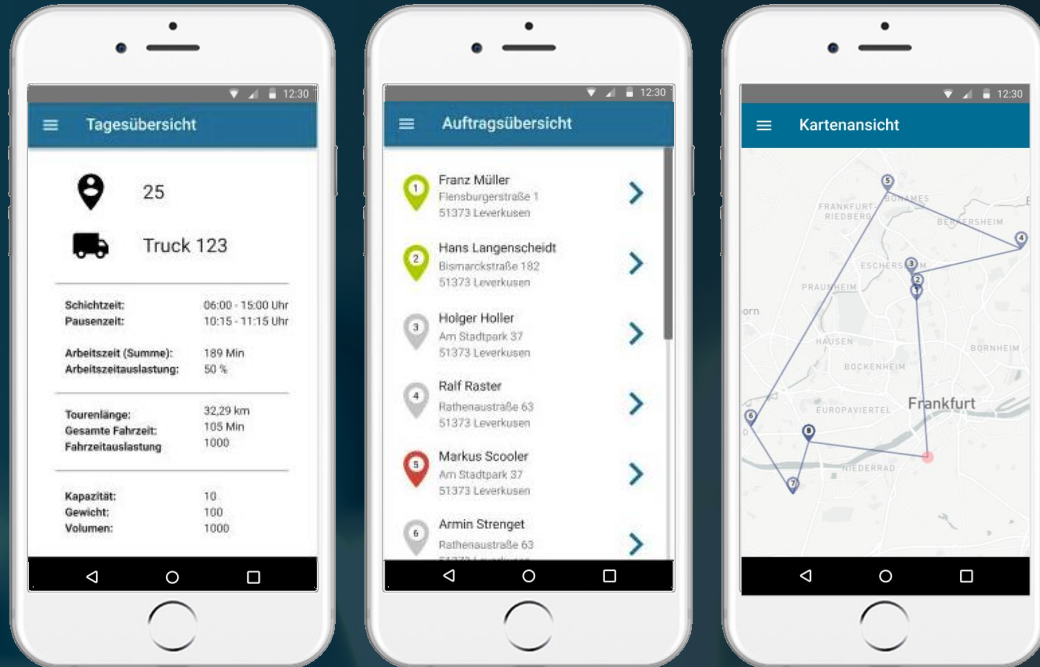 12:30
Tagesübersicht
25
Truck 123
Schichtzeit: 06:00 - 15:00 Uhr
Pausenzeit: 10:15 - 11:15 Uhr
Arbeitszeit (Summe): 189 Min
Arbeitszeitauslastung: 50 %
Tourenlänge: 32,29 km
Gesamte Fahrzeit: 105 Min
Fahrzeitauslastung 1000
Kapazität: 10
Gewicht: 100
Volumen: 1000
12:30
Auftragsübersicht
1 Franz Müller
Flensburgerstraße 1
51373 Leverkusen
2 Hans Langenscheidt
Bismarckstraße 182
51373 Leverkusen
3 Holger Holler
Am Stadtpark 37
51373 Leverkusen
4 Ralf Raster
Rathenaustraße 63
51373 Leverkusen
5 Markus Scooler
Am Stadtpark 37
51373 Leverkusen
6 Armin Strenget
Rathenaustraße 63
51373 Leverkusen
12:30
Kartenansicht
5
FRANKFURT-
RIEDBERG
BONAMES
BERKERSHEIM
4
ESCHERSHEIM
3
2
1
PRAUNHEIM
orn
HAUSEN
BORNHEIM
BOCKENHEIM
EUROPAVIERTEL
Frankfurt
6
8
NIEDERRAD
7